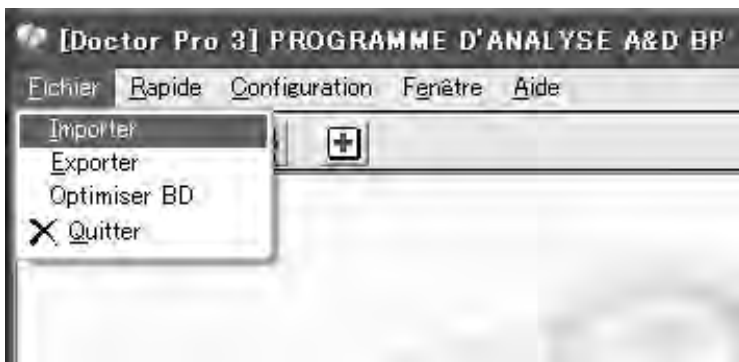 [Doctor Pro 3] PROGRAMME D'ANALYSE A&D BP
Fichier Rapide Configuration Fenêtre Aide
Importer
Exporter
Optimiser BD
Quitter